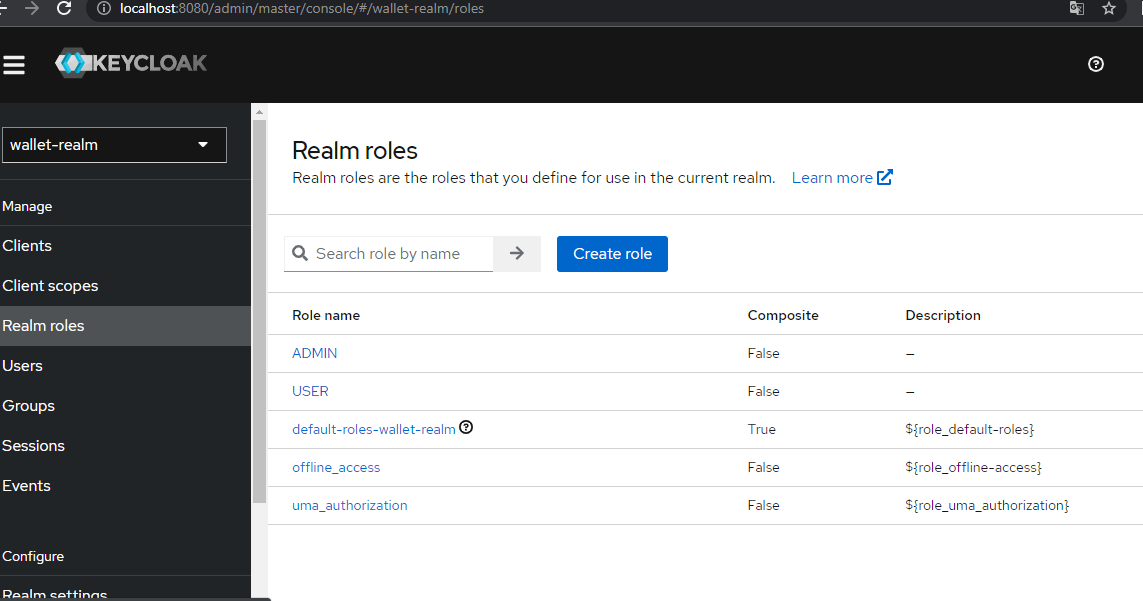 localhost:8080/admin/master/console/#/wallet-realm/roles
KEYCLOAK
wallet-realm
Manage
Clients
Client scopes
Realm roles
Users
Groups
Sessions
Events
Configure
Realm settings
Realm roles
Realm roles are the roles that you define for use in the current realm. Learn more
Search role by name Create role
Role name Composite Description
ADMIN False –
USER False –
default-roles-wallet-realm True ${role_default-roles}
offline_access False ${role_offline-access}
uma_authorization False ${role_uma_authorization}